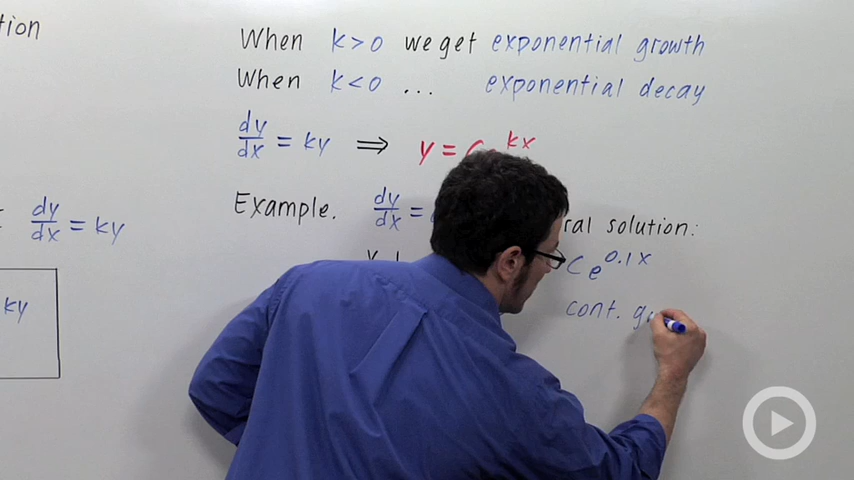 tion
When k>0 we get exponential growth
When k<0 ... exponential decay
dy/dx = ky ⇒ y = kx
Example. dy/dx = solution:
Ce^0.1x
cont.
dy/dx = ky
ky